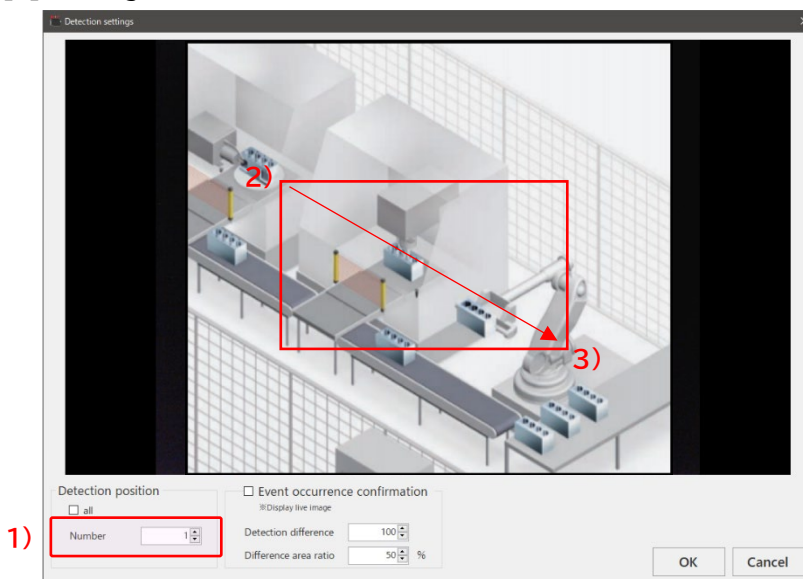 Detection settings
2)
3)
Detection position
all
1)
Number 1
Event occurrence confirmation
※Display live image
Detection difference 100
Difference area ratio 50 %
OK Cancel